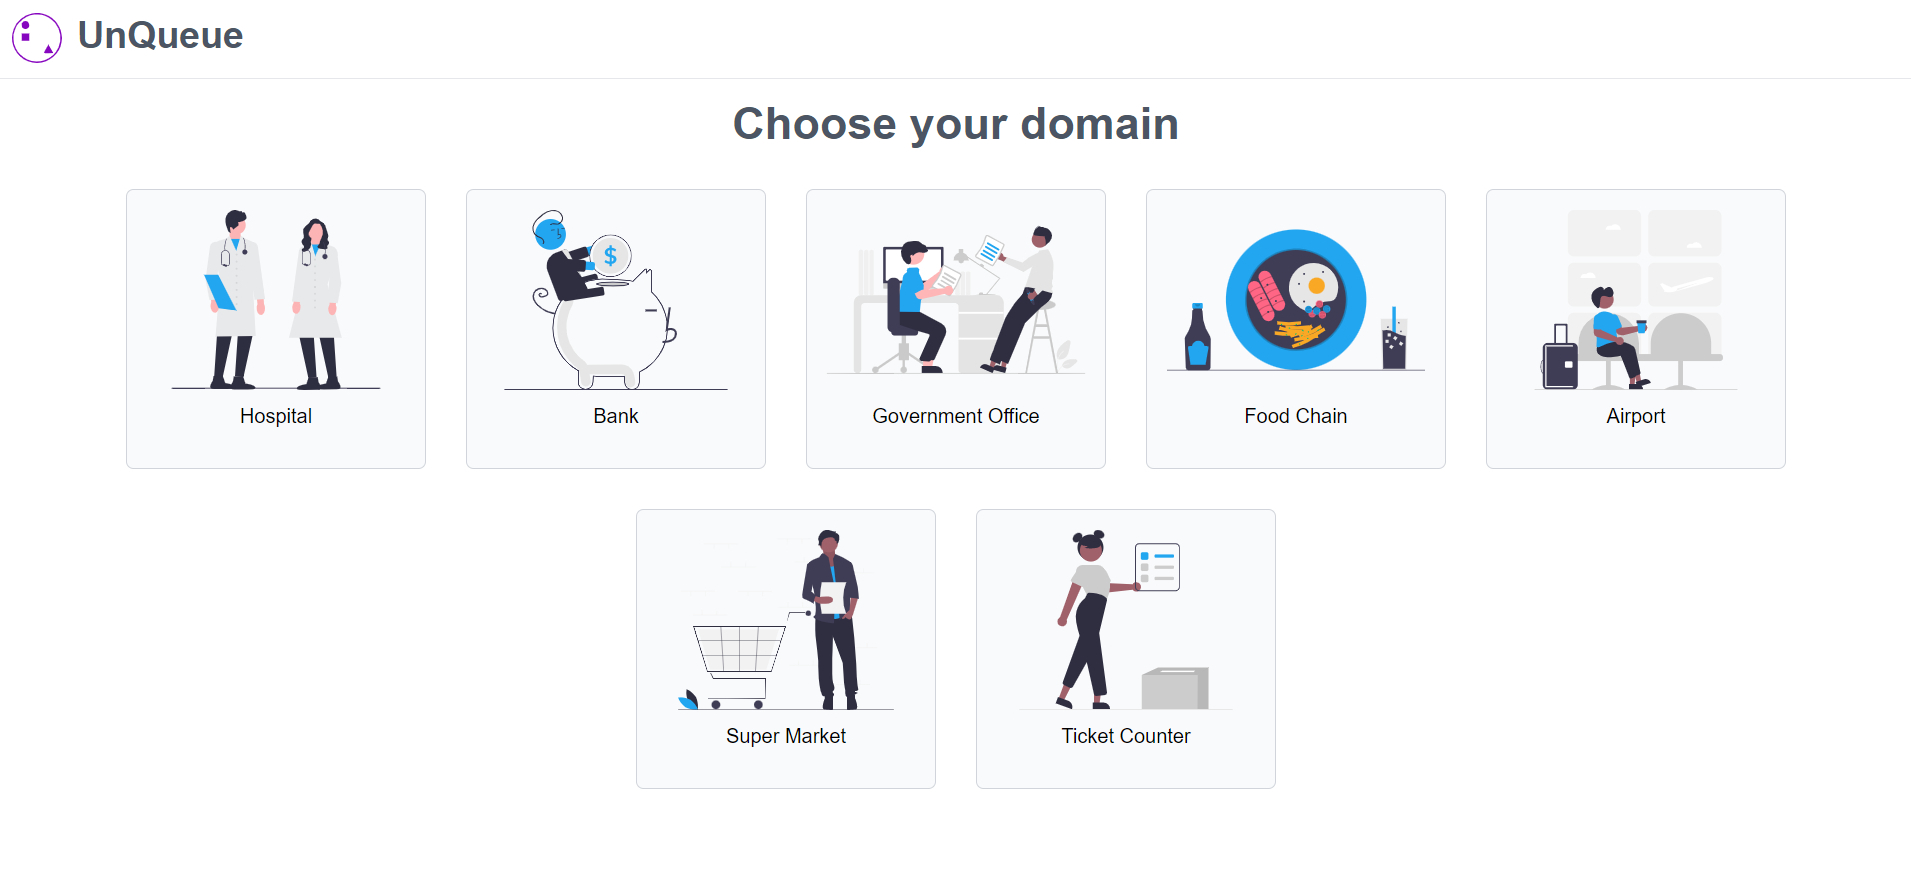 UnQueue
Choose your domain
$
Hospital
Bank
Government Office
Food Chain
Airport
Super Market
Ticket Counter